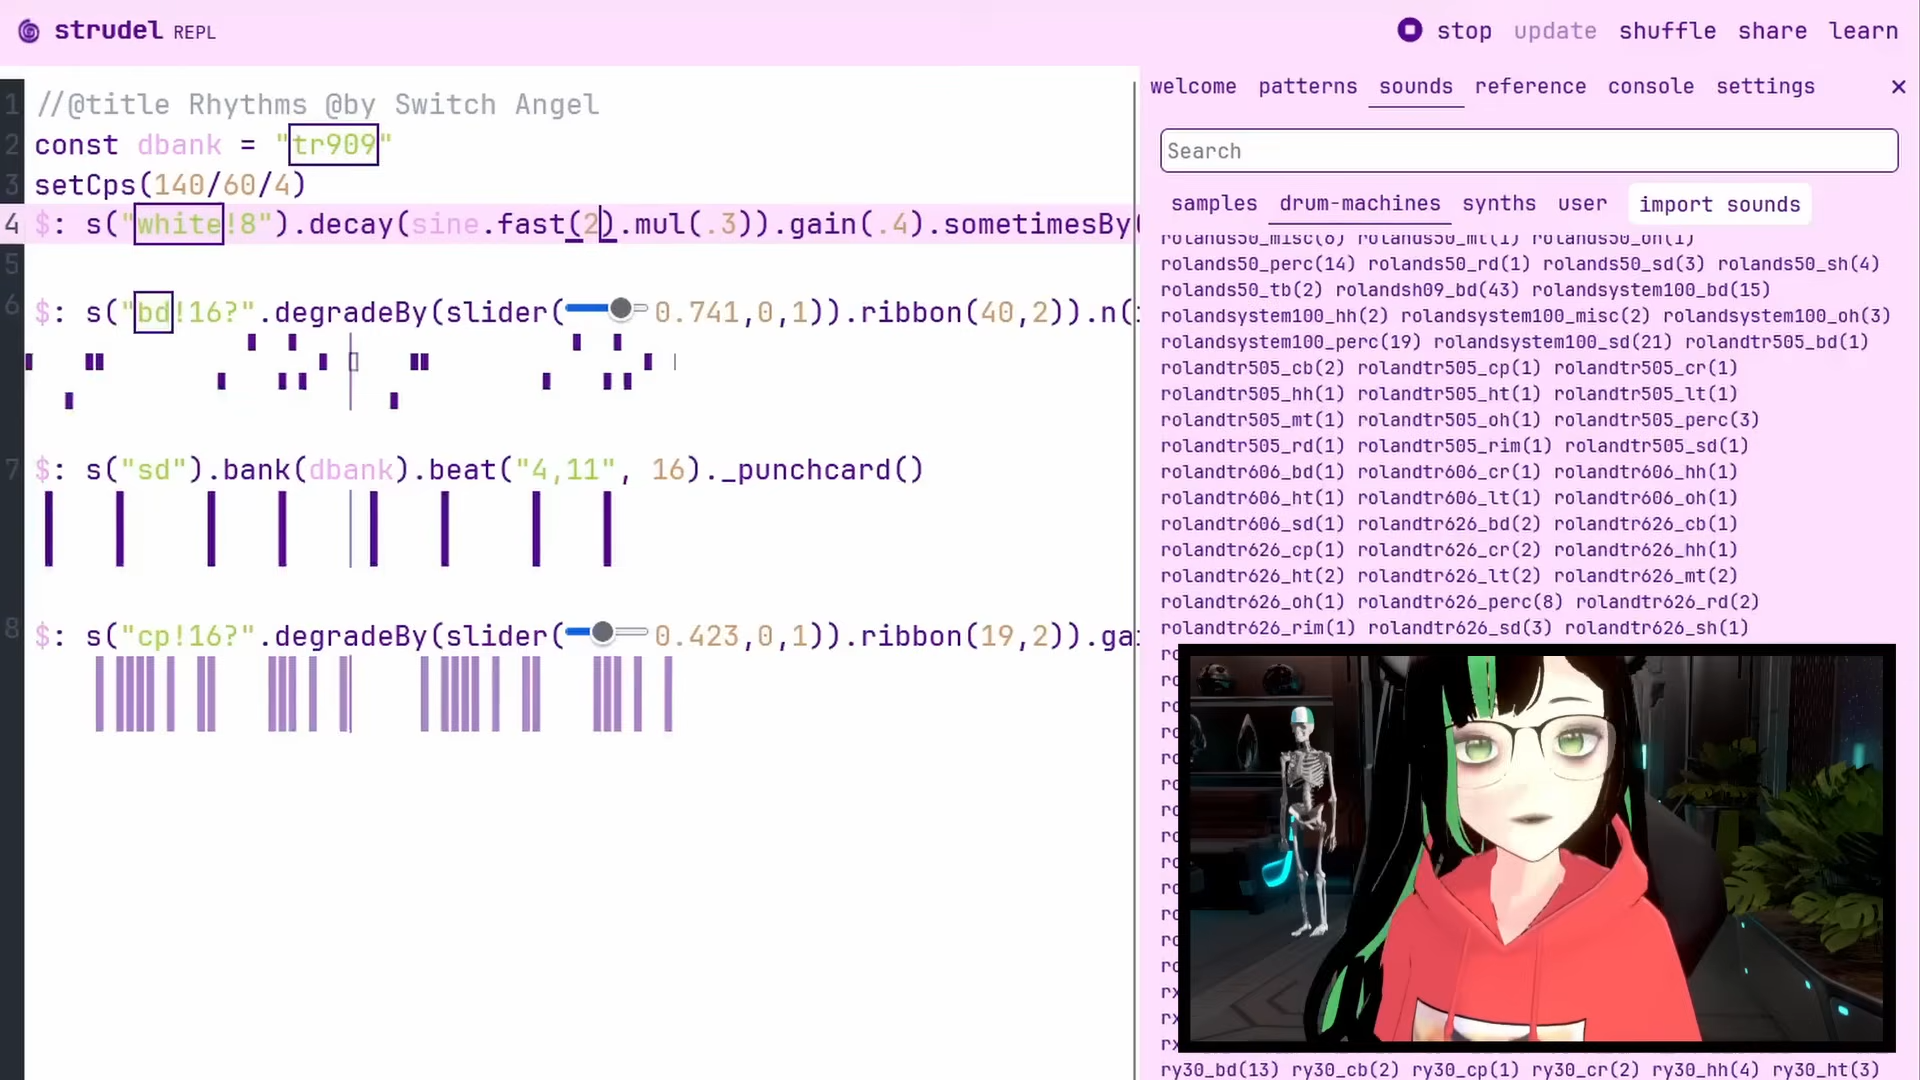 strudel REPL
stop update shuffle share learn
1 //@title Rhythms @by Switch Angel
2 const dbank = "tr909"
3 setCps(140/60/4)
4 $: s("white!8").decay(sine.fast(2).mul(.3)).gain(.4).sometimesBy(
5
6 $: s("bd!16?".degradeBy(slider(0.741,0,1)).ribbon(40,2)).n(
7 $: s("sd").bank(dbank).beat("4,11", 16)._punchcard()
8 $: s("cp!16?".degradeBy(slider(0.423,0,1)).ribbon(19,2)).ga
welcome patterns sounds reference console settings ×
Search
samples drum-machines synths user import sounds
rolands50_misc(6) rolands50_mt(1) rolands50_oh(1)
rolands50_perc(14) rolands50_rd(1) rolands50_sd(3) rolands50_sh(4)
rolands50_tb(2) rolandsh09_bd(43) rolandsystem100_bd(15)
rolandsystem100_hh(2) rolandsystem100_misc(2) rolandsystem100_oh(3)
rolandsystem100_perc(19) rolandsystem100_sd(21) rolandtr505_bd(1)
rolandtr505_cb(2) rolandtr505_cp(1) rolandtr505_cr(1)
rolandtr505_hh(1) rolandtr505_ht(1) rolandtr505_lt(1)
rolandtr505_mt(1) rolandtr505_oh(1) rolandtr505_perc(3)
rolandtr505_rd(1) rolandtr505_rim(1) rolandtr505_sd(1)
rolandtr606_bd(1) rolandtr606_cr(1) rolandtr606_hh(1)
rolandtr606_ht(1) rolandtr606_lt(1) rolandtr606_oh(1)
rolandtr606_sd(1) rolandtr626_bd(2) rolandtr626_cb(1)
rolandtr626_cp(1) rolandtr626_cr(2) rolandtr626_hh(1)
rolandtr626_ht(2) rolandtr626_lt(2) rolandtr626_mt(2)
rolandtr626_oh(1) rolandtr626_perc(8) rolandtr626_rd(2)
rolandtr626_rim(1) rolandtr626_sd(3) rolandtr626_sh(1)
ry30_bd(13) ry30_cb(2) ry30_cp(1) ry30_cr(2) ry30_hh(4) ry30_ht(3)